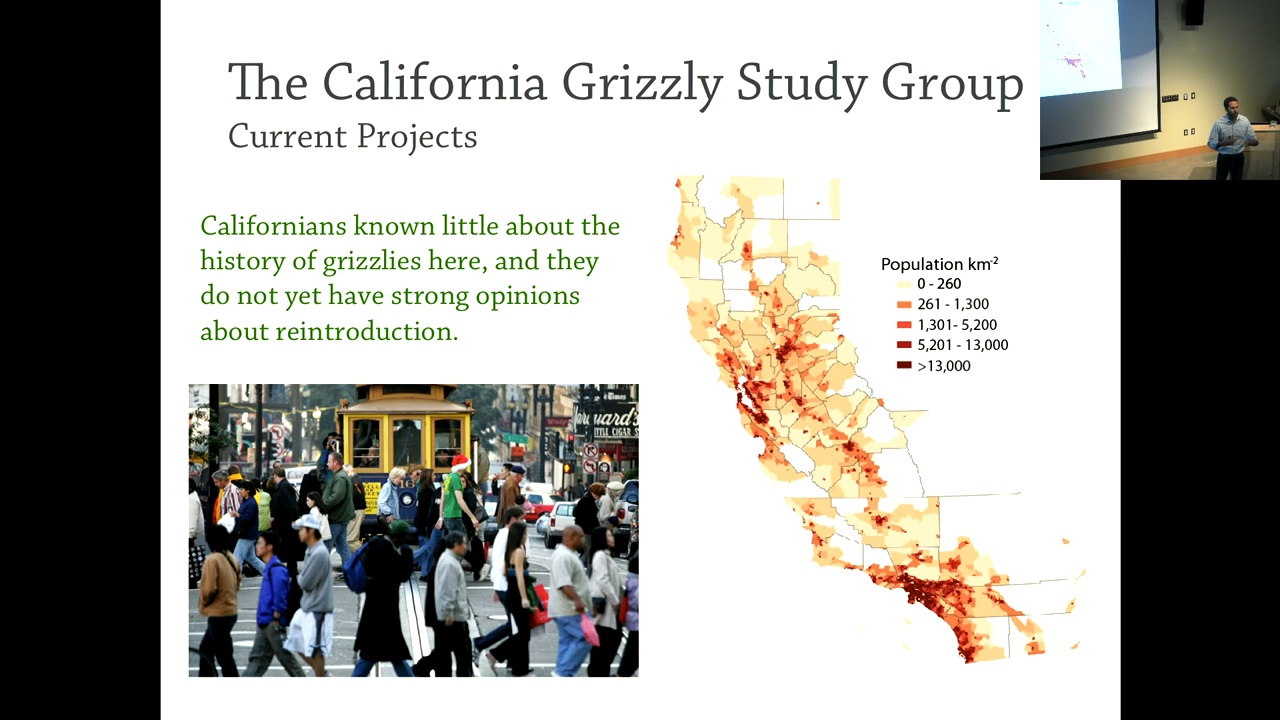 The California Grizzly Study Group
Current Projects
Californians known little about the
history of grizzlies here, and they
do not yet have strong opinions
about reintroduction.
Population km-2
0 - 260
261 - 1,300
1,301- 5,200
5,201 - 13,000
>13,000